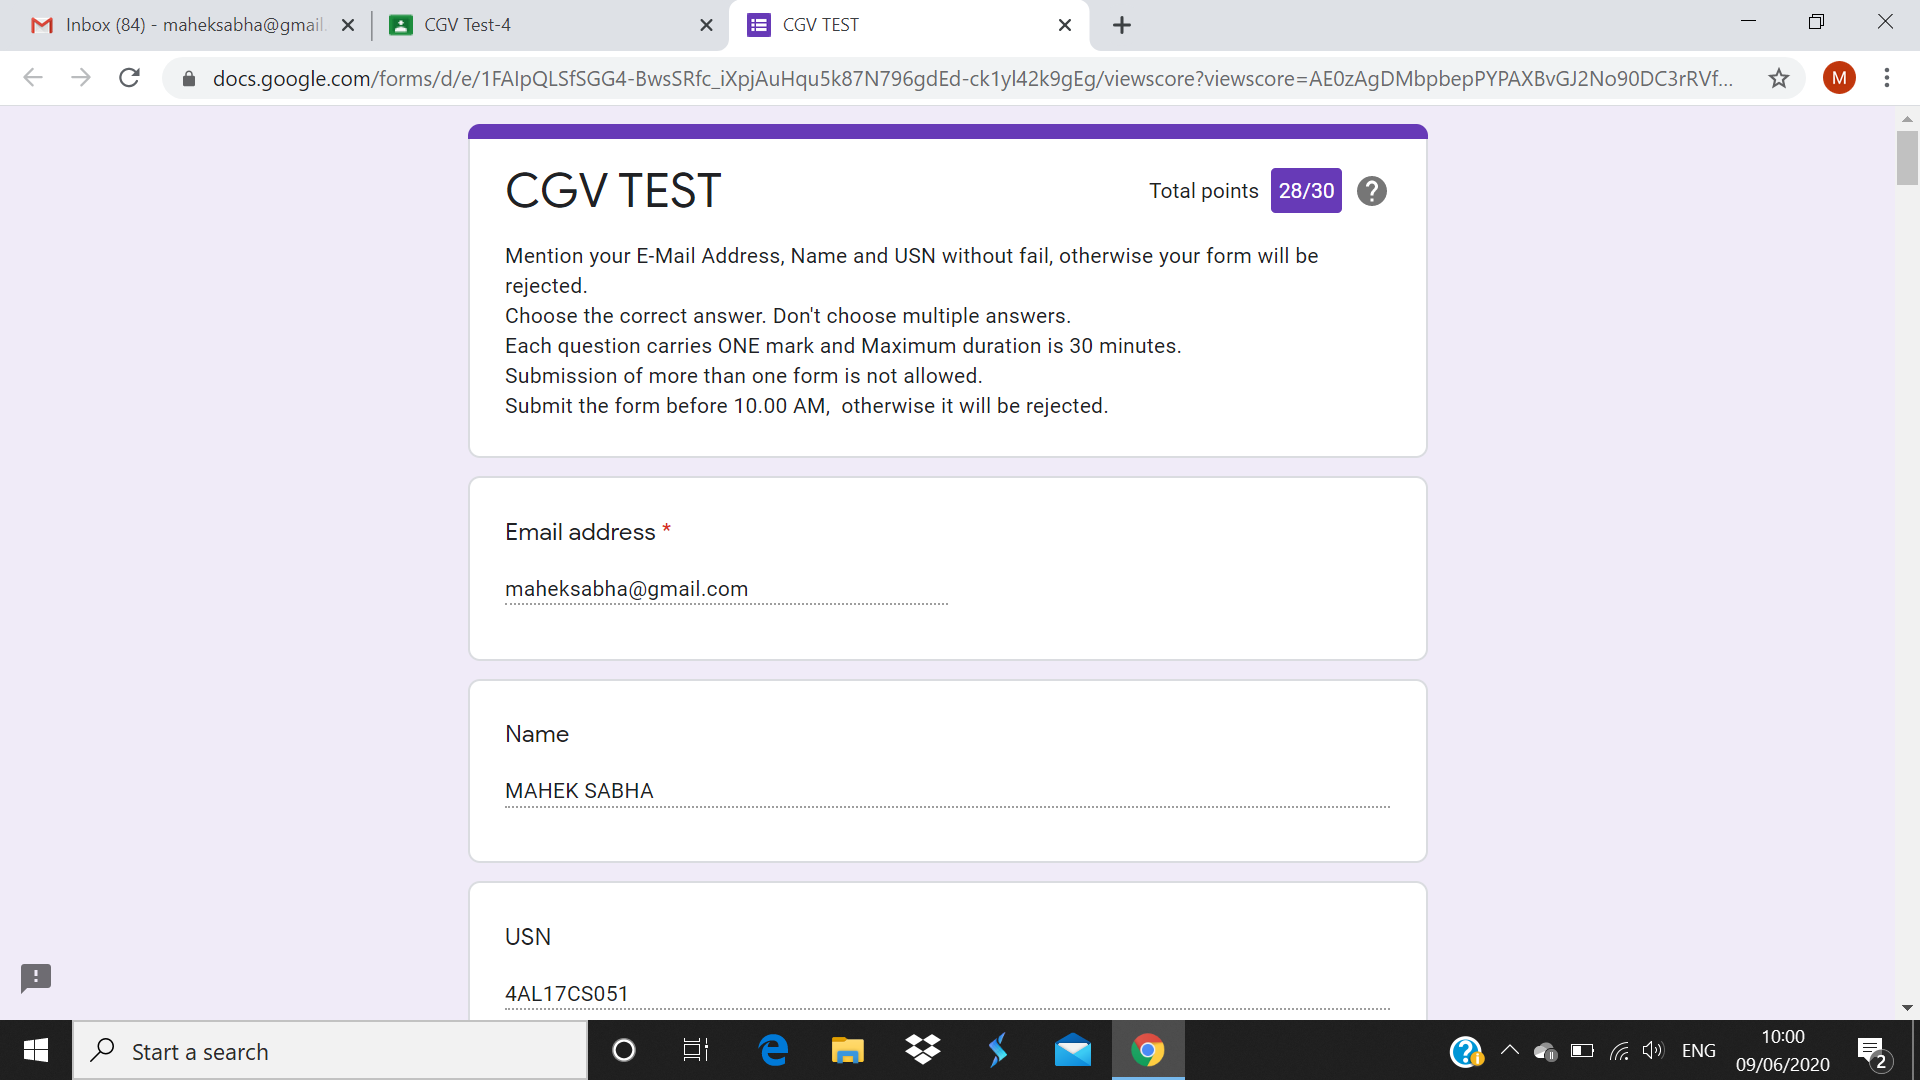 Inbox (84) - maheksabha@gmail.
CGV Test-4
CGV TEST
docs.google.com/forms/d/e/1FAIpQLSfSGG4-BwsSRfc_iXpjAuHqu5k87N796gdEd-ck1yl42k9gEg/viewscore?viewscore=AE0zAgDMbpbepPYPAXBvGJ2No90DC3rRVf...
M
CGV TEST
Total points 28/30
Mention your E-Mail Address, Name and USN without fail, otherwise your form will be
rejected.
Choose the correct answer. Don't choose multiple answers.
Each question carries ONE mark and Maximum duration is 30 minutes.
Submission of more than one form is not allowed.
Submit the form before 10.00 AM,  otherwise it will be rejected.
Email address *
maheksabha@gmail.com
Name
MAHEK SABHA
USN
4AL17CS051
Start a search
ENG
10:00
09/06/2020
2